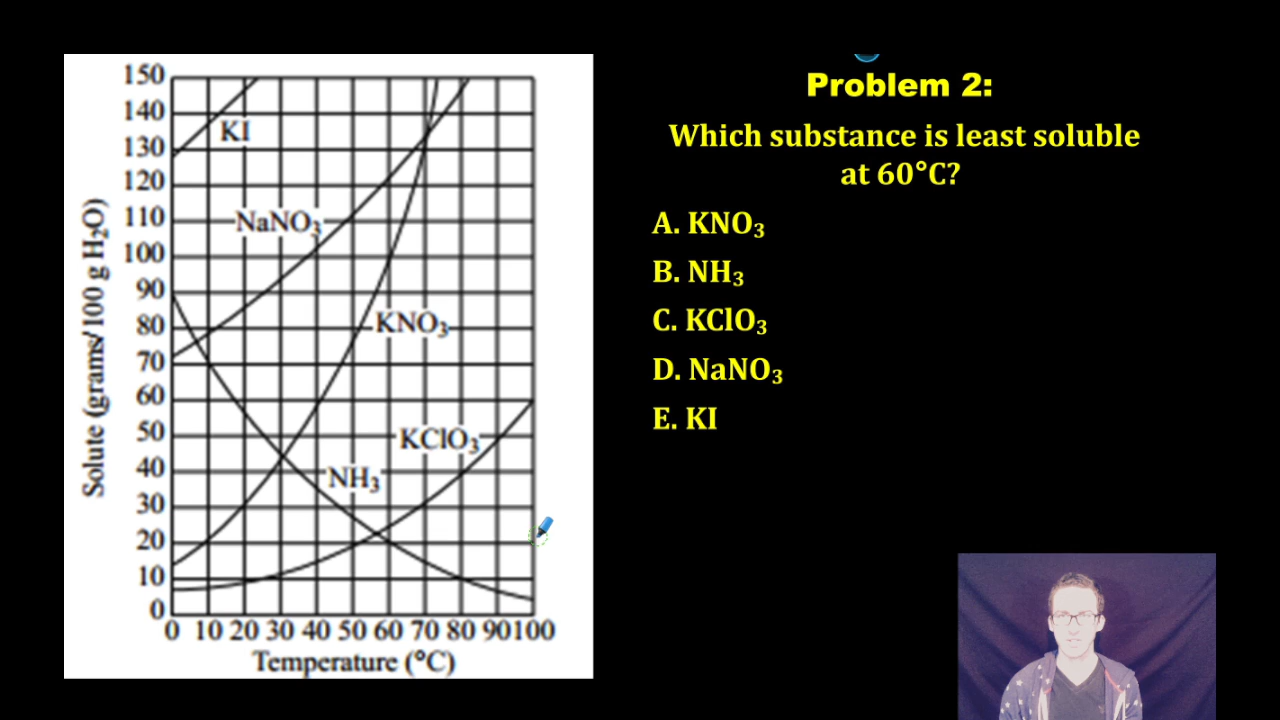 150
140
130
120
110
100
90
80
70
60
50
40
30
20
10
0
0 10 20 30 40 50 60 70 80 90 100
Solute (grams/100 g H₂O)
Temperature (°C)
KI
NaNO₃
KNO₃
KClO₃
NH₃
Problem 2:
Which substance is least soluble
at 60°C?
A. KNO₃
B. NH₃
C. KClO₃
D. NaNO₃
E. KI